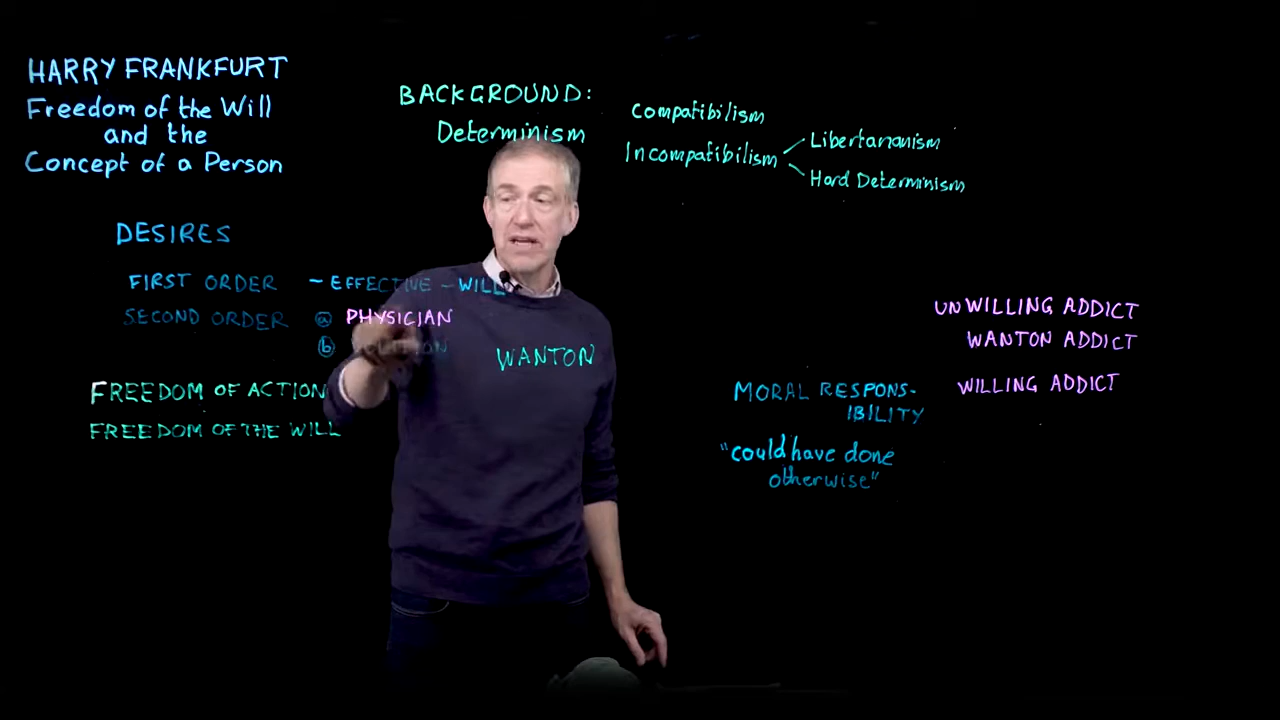 HARRY FRANKFURT
Freedom of the Will
and the
Concept of a Person
BACKGROUND:
Determinism
Compatibilism
Incompatibilism
Libertarianism
Hard Determinism
DESIRES
FIRST ORDER - EFFECTIVE - WILL
SECOND ORDER (a) PHYSICIAN
(b)
WANTON
FREEDOM OF ACTION
FREEDOM OF THE WILL
MORAL RESPONS-
IBILITY
"could have done
otherwise"
UNWILLING ADDICT
WANTON ADDICT
WILLING ADDICT